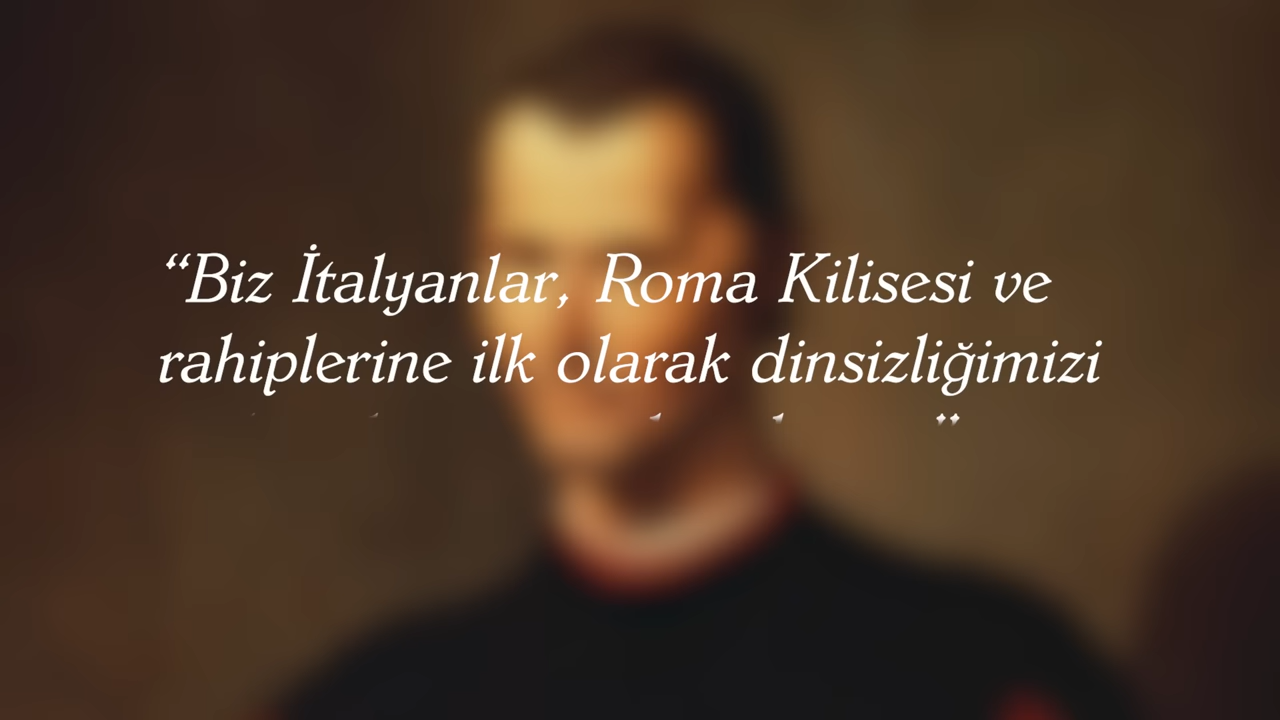 “Biz İtalyanlar, Roma Kilisesi ve
rahiplerine ilk olarak dinsizliğimizi